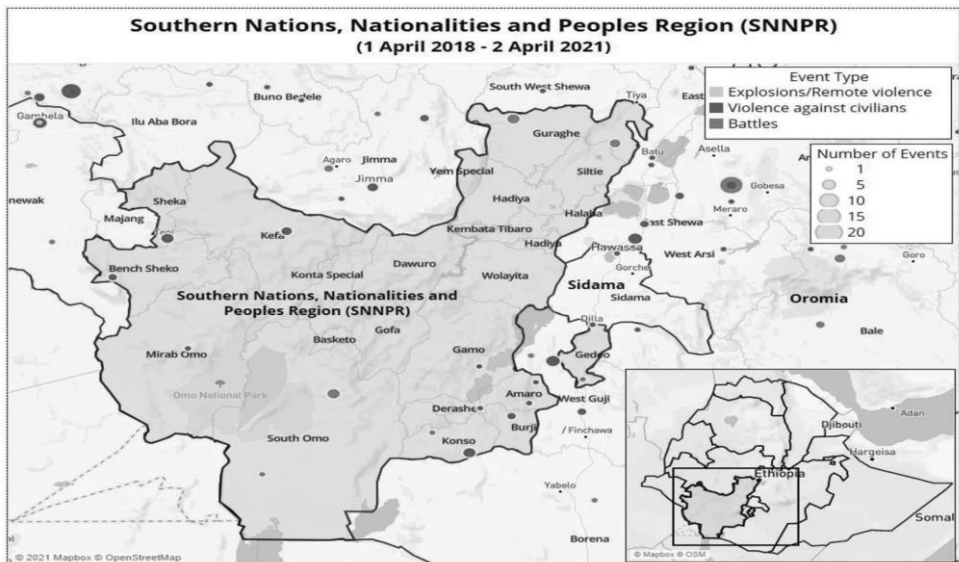 Southern Nations, Nationalities and Peoples Region (SNNPR)
(1 April 2018 - 2 April 2021)
Event Type
Explosions/Remote violence
Violence against civilians
Battles
Number of Events
1
5
10
15
20
South West Shewa
Tiya
East
Buno Bedele
Gambela
Ilu Aba Bora
Guraghe
Agaro
Jimma
Jimma
Yem Special
Siltie
Batu
Asella
Gobesa
Meraro
newak
Sheka
Hadiya
Majang
Halaba
East Shewa
Kefa
Kembata Tibaro
Hadiya
Hawassa
West Arsi
Goro
Bench Sheko
Dawuro
Konta Special
Wolayita
Gorche
Sidama
Sidama
Southern Nations, Nationalities and
Peoples Region (SNNPR)
Oromia
Dilla
Bale
Gofa
Basketo
Mirab Omo
Gamo
Gedeo
Omo National Park
Amaro
West Guji
Derashe
Burji
Finchawa
South Omo
Konso
Yabelo
Borena
Adan
Djibouti
Hargeisa
Ethiopia
Somal
© 2021 Mapbox © OpenStreetMap
© Mapbox © OSM